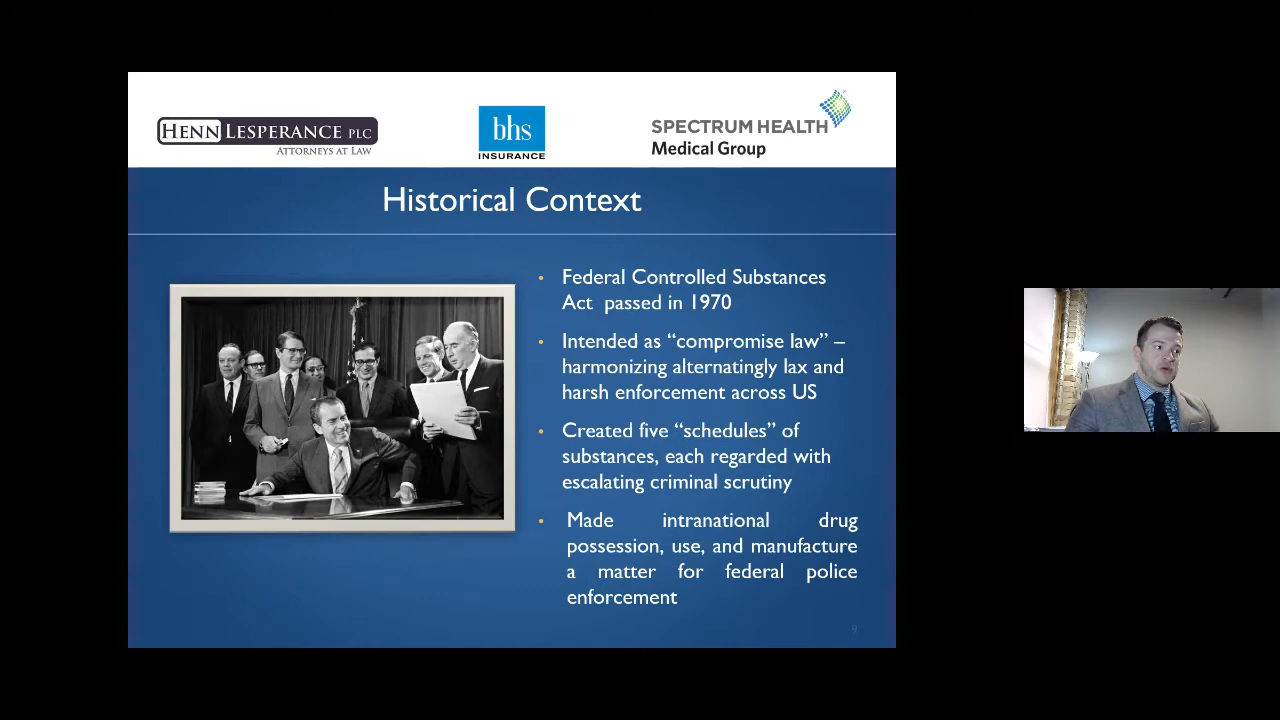 HENN LESPERANCE PLC
ATTORNEYS AT LAW
bhs
INSURANCE
SPECTRUM HEALTH
Medical Group
Historical Context
• Federal Controlled Substances
Act passed in 1970
• Intended as “compromise law” –
harmonizing alternatingly lax and
harsh enforcement across US
• Created five “schedules” of
substances, each regarded with
escalating criminal scrutiny
• Made intranational drug
possession, use, and manufacture
a matter for federal police
enforcement
9